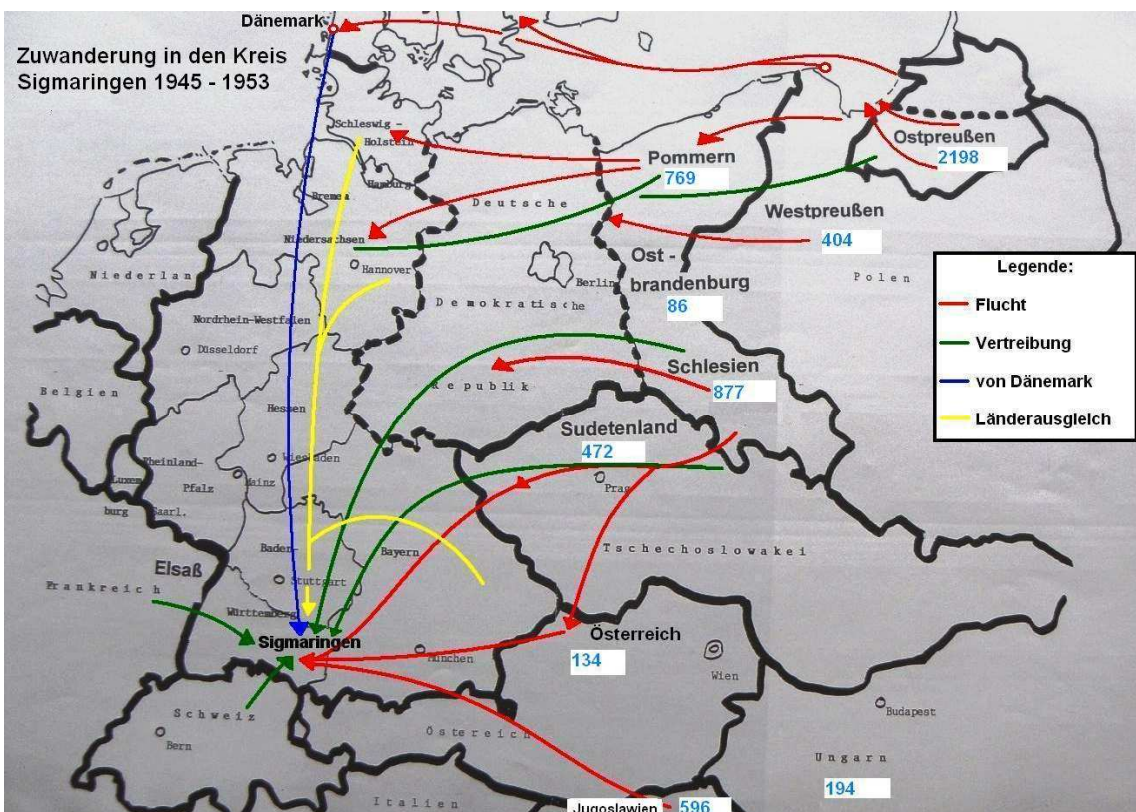 Dänemark
Zuwanderung in den Kreis
Sigmaringen 1945 - 1953
Schleswig -
Holstein
Hamburg
Bremen
Pommern
769
Ostpreußen
2198
Deutsche
Westpreußen
404
Niedersachsen
Hannover
Niederlan
Ost -
brandenburg
86
Berlin
Polen
Demokratische
Legende:
Flucht
Vertreibung
von Dänemark
Länderausgleich
Nordrhein-Westfalen
Düsseldorf
Schlesien
877
Republik
Belgien
Hessen
Sudetenland
472
Wiesbaden
Rheinland-
Pfalz
Mainz
Luxem
burg
Saarl.
Prag
Tschechoslowakei
Baden-
Bayern
Elsaß
Stuttgart
Frankreich
Württemberg
Sigmaringen
Österreich
134
München
Wien
Schweiz
Bern
Österreich
Budapest
Ungarn
194
Italien
Jugoslawien
596